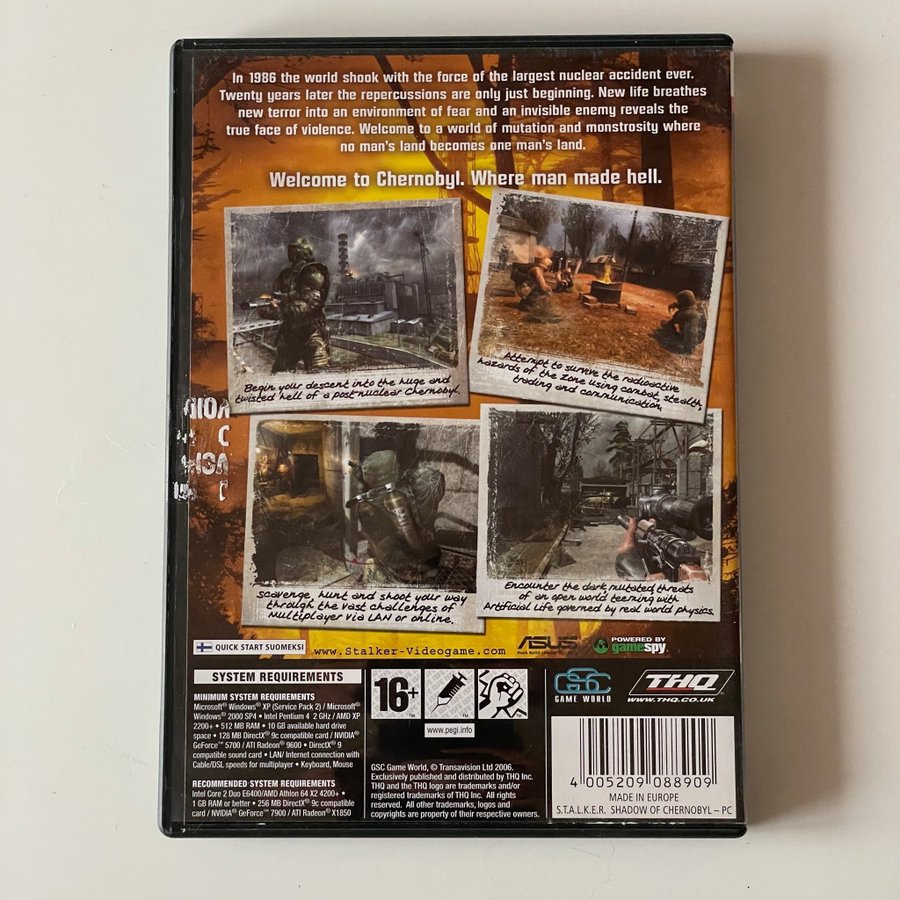 In 1986 the world shook with the force of the largest nuclear accident ever.
Twenty years later the repercussions are only just beginning. New life breathes
new terror into an environment of fear and an invisible enemy reveals the
true face of violence. Welcome to a world of mutation and monstrosity where
no man's land becomes one man's land.
Welcome to Chernobyl. Where man made hell.
Begin your descent into the huge and
twisted hell of a post nuclear Chernobyl.
Attempt to survive the radioactive
hazards of the Zone using combat, stealth,
trading and communication.
Scavenge, hunt and shoot your way
through the vast challenges of
Multiplayer via LAN or online.
Encounter the dark, mutated threats
of an open world teeming with
Artificial Life governed by real world physics.
QUICK START SUOMEKSI
www.Stalker-Videogame.com
ASUS
POWERED BY
gamespy
SYSTEM REQUIREMENTS
MINIMUM SYSTEM REQUIREMENTS
Microsoft® Windows® XP (Service Pack 2) / Microsoft®
Windows® 2000 SP4 • Intel Pentium 4 2 GHz / AMD XP
2200+ • 512 MB RAM • 10 GB available hard drive
space • 128 MB DirectX® 9c compatible card / NVIDIA®
GeForce™ 5700 / ATI Radeon® 9600 • DirectX® 9
compatible sound card • LAN/ Internet connection with
Cable/DSL speeds for multiplayer • Keyboard, Mouse
RECOMMENDED SYSTEM REQUIREMENTS
Intel Core 2 Duo E6400/AMD Athlon 64 X2 4200+ •
1 GB RAM or better • 256 MB DirectX® 9c compatible
card / NVIDIA® GeForce™ 7900 / ATI Radeon® X1850
16+
www.pegi.info
GSC Game World, © Transavision Ltd 2006.
Exclusively published and distributed by THQ Inc.
THQ and the THQ logo are trademarks and/or
registered trademarks of THQ Inc. All rights
reserved. All other trademarks, logos and
copyrights are property of their respective owners.
GSC
GAME WORLD
THQ
WWW.THQ.CO.UK
4 005209 088909
MADE IN EUROPE
S.T.A.L.K.E.R. SHADOW OF CHERNOBYL – PC